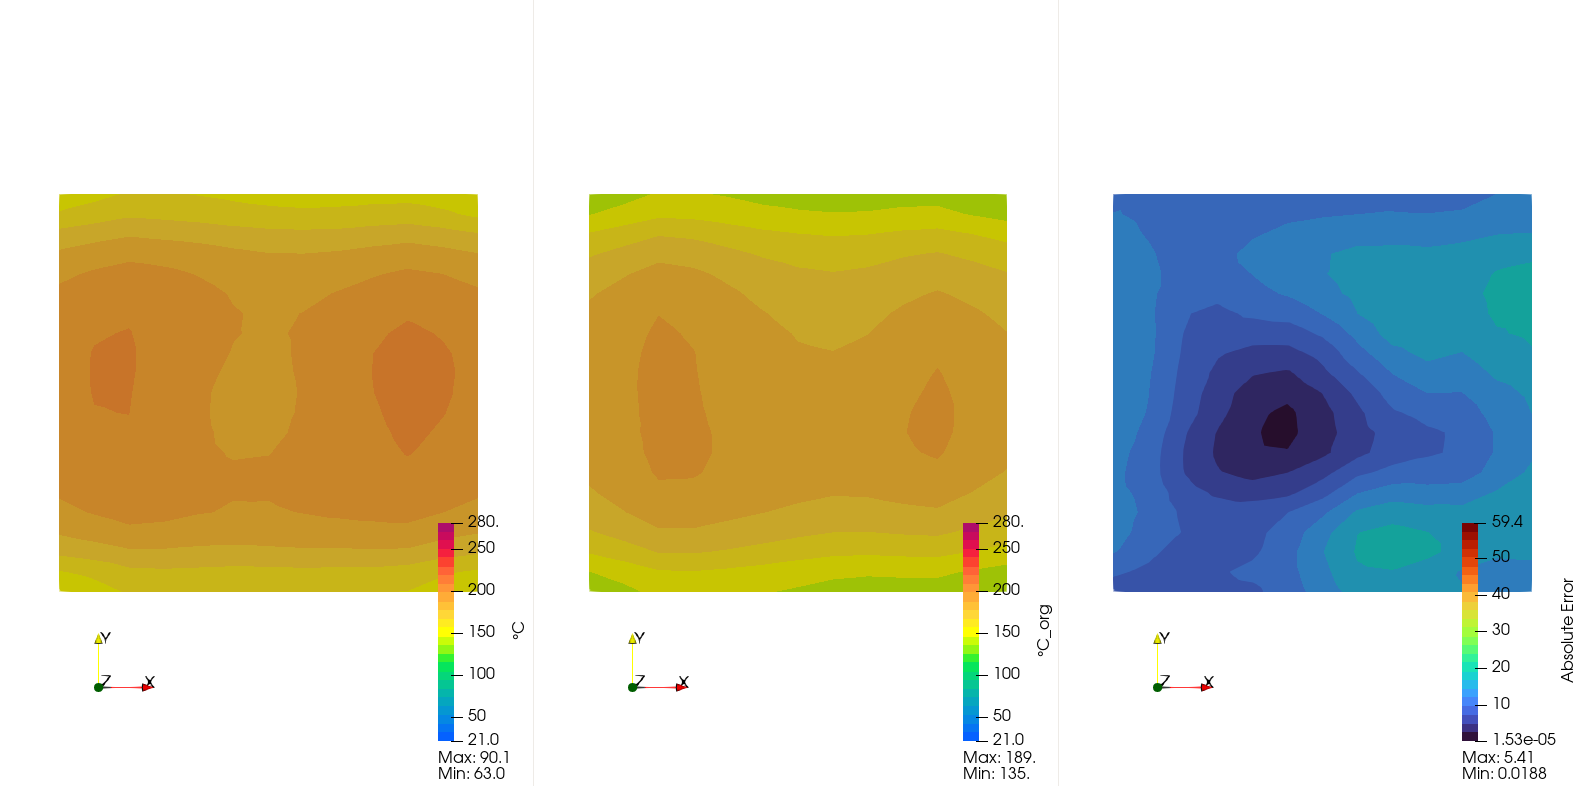 280.
250
200
150
100
50
21.0
°C
Max: 90.1
Min: 63.0
Y
Z
X
280.
250
200
150
100
50
21.0
°C_org
Max: 189.
Min: 135.
Y
Z
X
59.4
50
40
30
20
10
1.53e-05
Absolute Error
Max: 5.41
Min: 0.0188
Y
Z
X